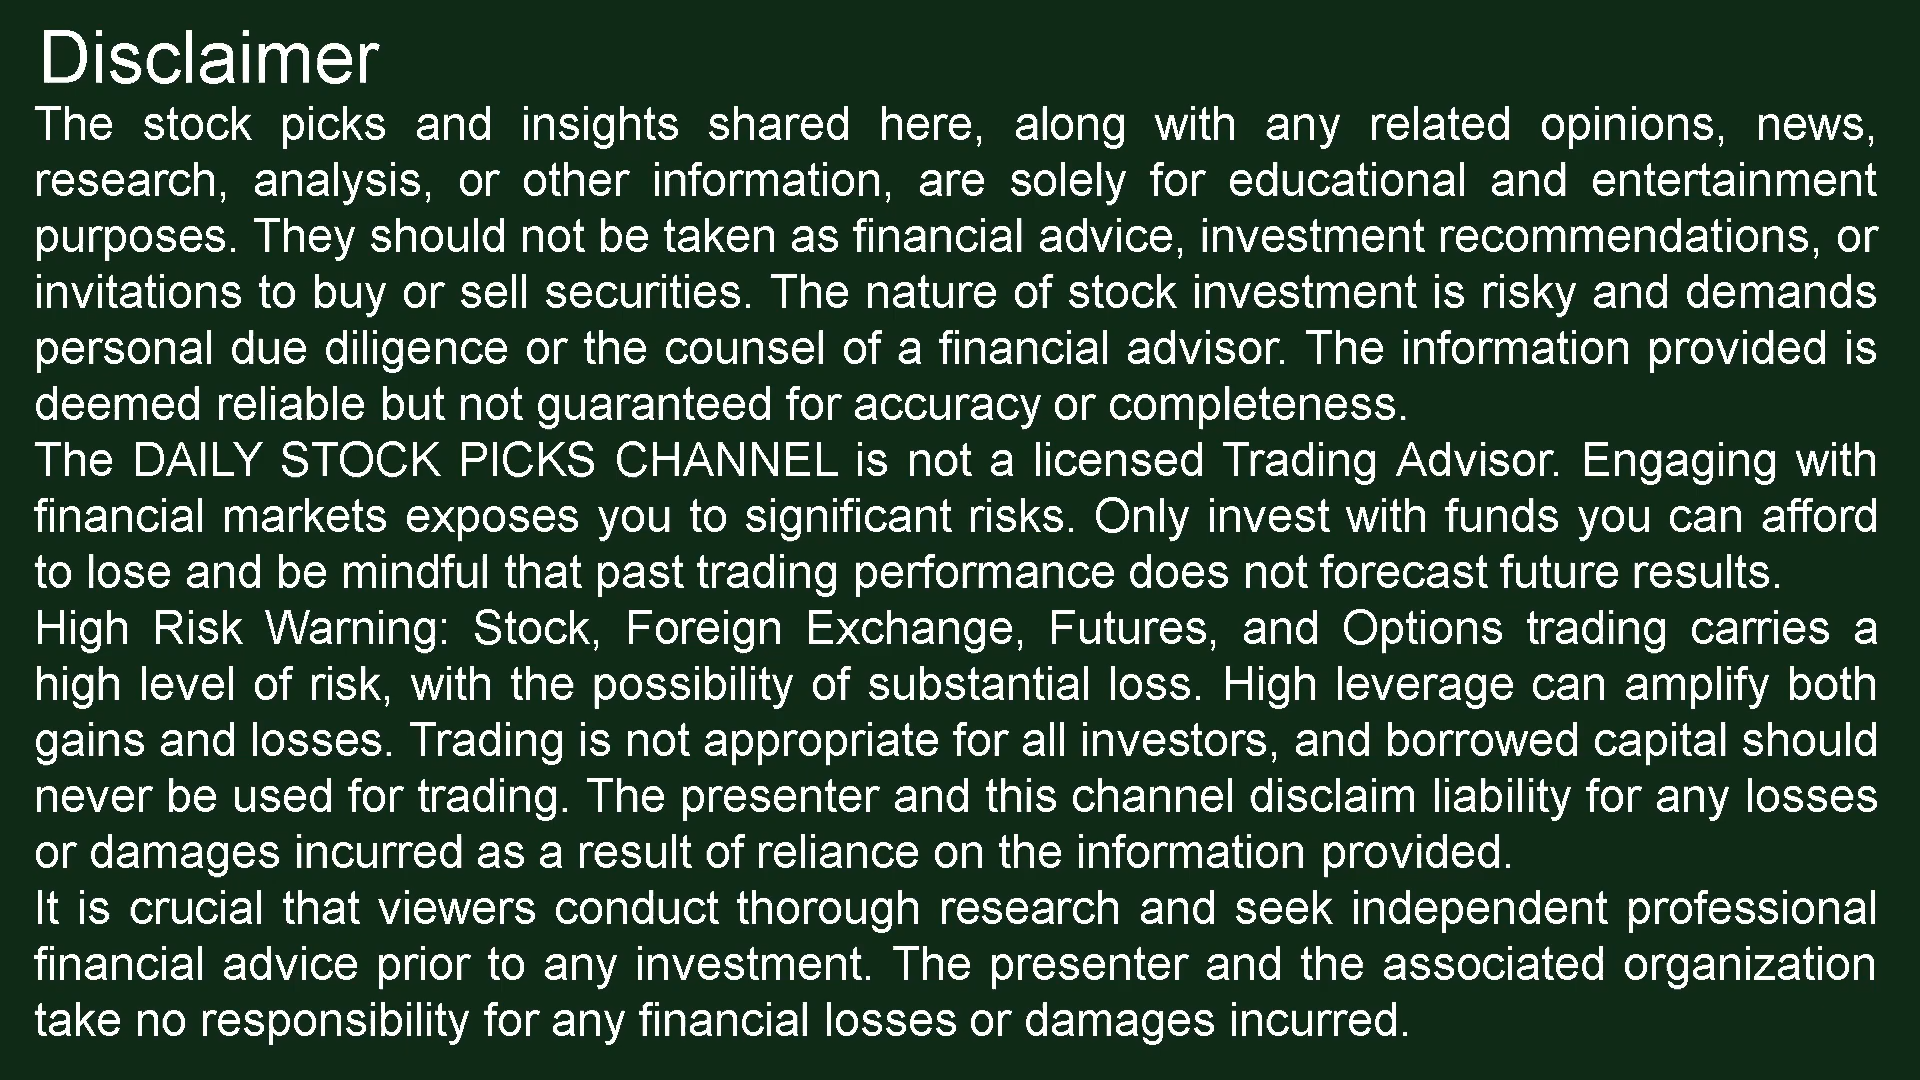 Disclaimer
The stock picks and insights shared here, along with any related opinions, news,
research, analysis, or other information, are solely for educational and entertainment
purposes. They should not be taken as financial advice, investment recommendations, or
invitations to buy or sell securities. The nature of stock investment is risky and demands
personal due diligence or the counsel of a financial advisor. The information provided is
deemed reliable but not guaranteed for accuracy or completeness.
The DAILY STOCK PICKS CHANNEL is not a licensed Trading Advisor. Engaging with
financial markets exposes you to significant risks. Only invest with funds you can afford
to lose and be mindful that past trading performance does not forecast future results.
High Risk Warning: Stock, Foreign Exchange, Futures, and Options trading carries a
high level of risk, with the possibility of substantial loss. High leverage can amplify both
gains and losses. Trading is not appropriate for all investors, and borrowed capital should
never be used for trading. The presenter and this channel disclaim liability for any losses
or damages incurred as a result of reliance on the information provided.
It is crucial that viewers conduct thorough research and seek independent professional
financial advice prior to any investment. The presenter and the associated organization
take no responsibility for any financial losses or damages incurred.